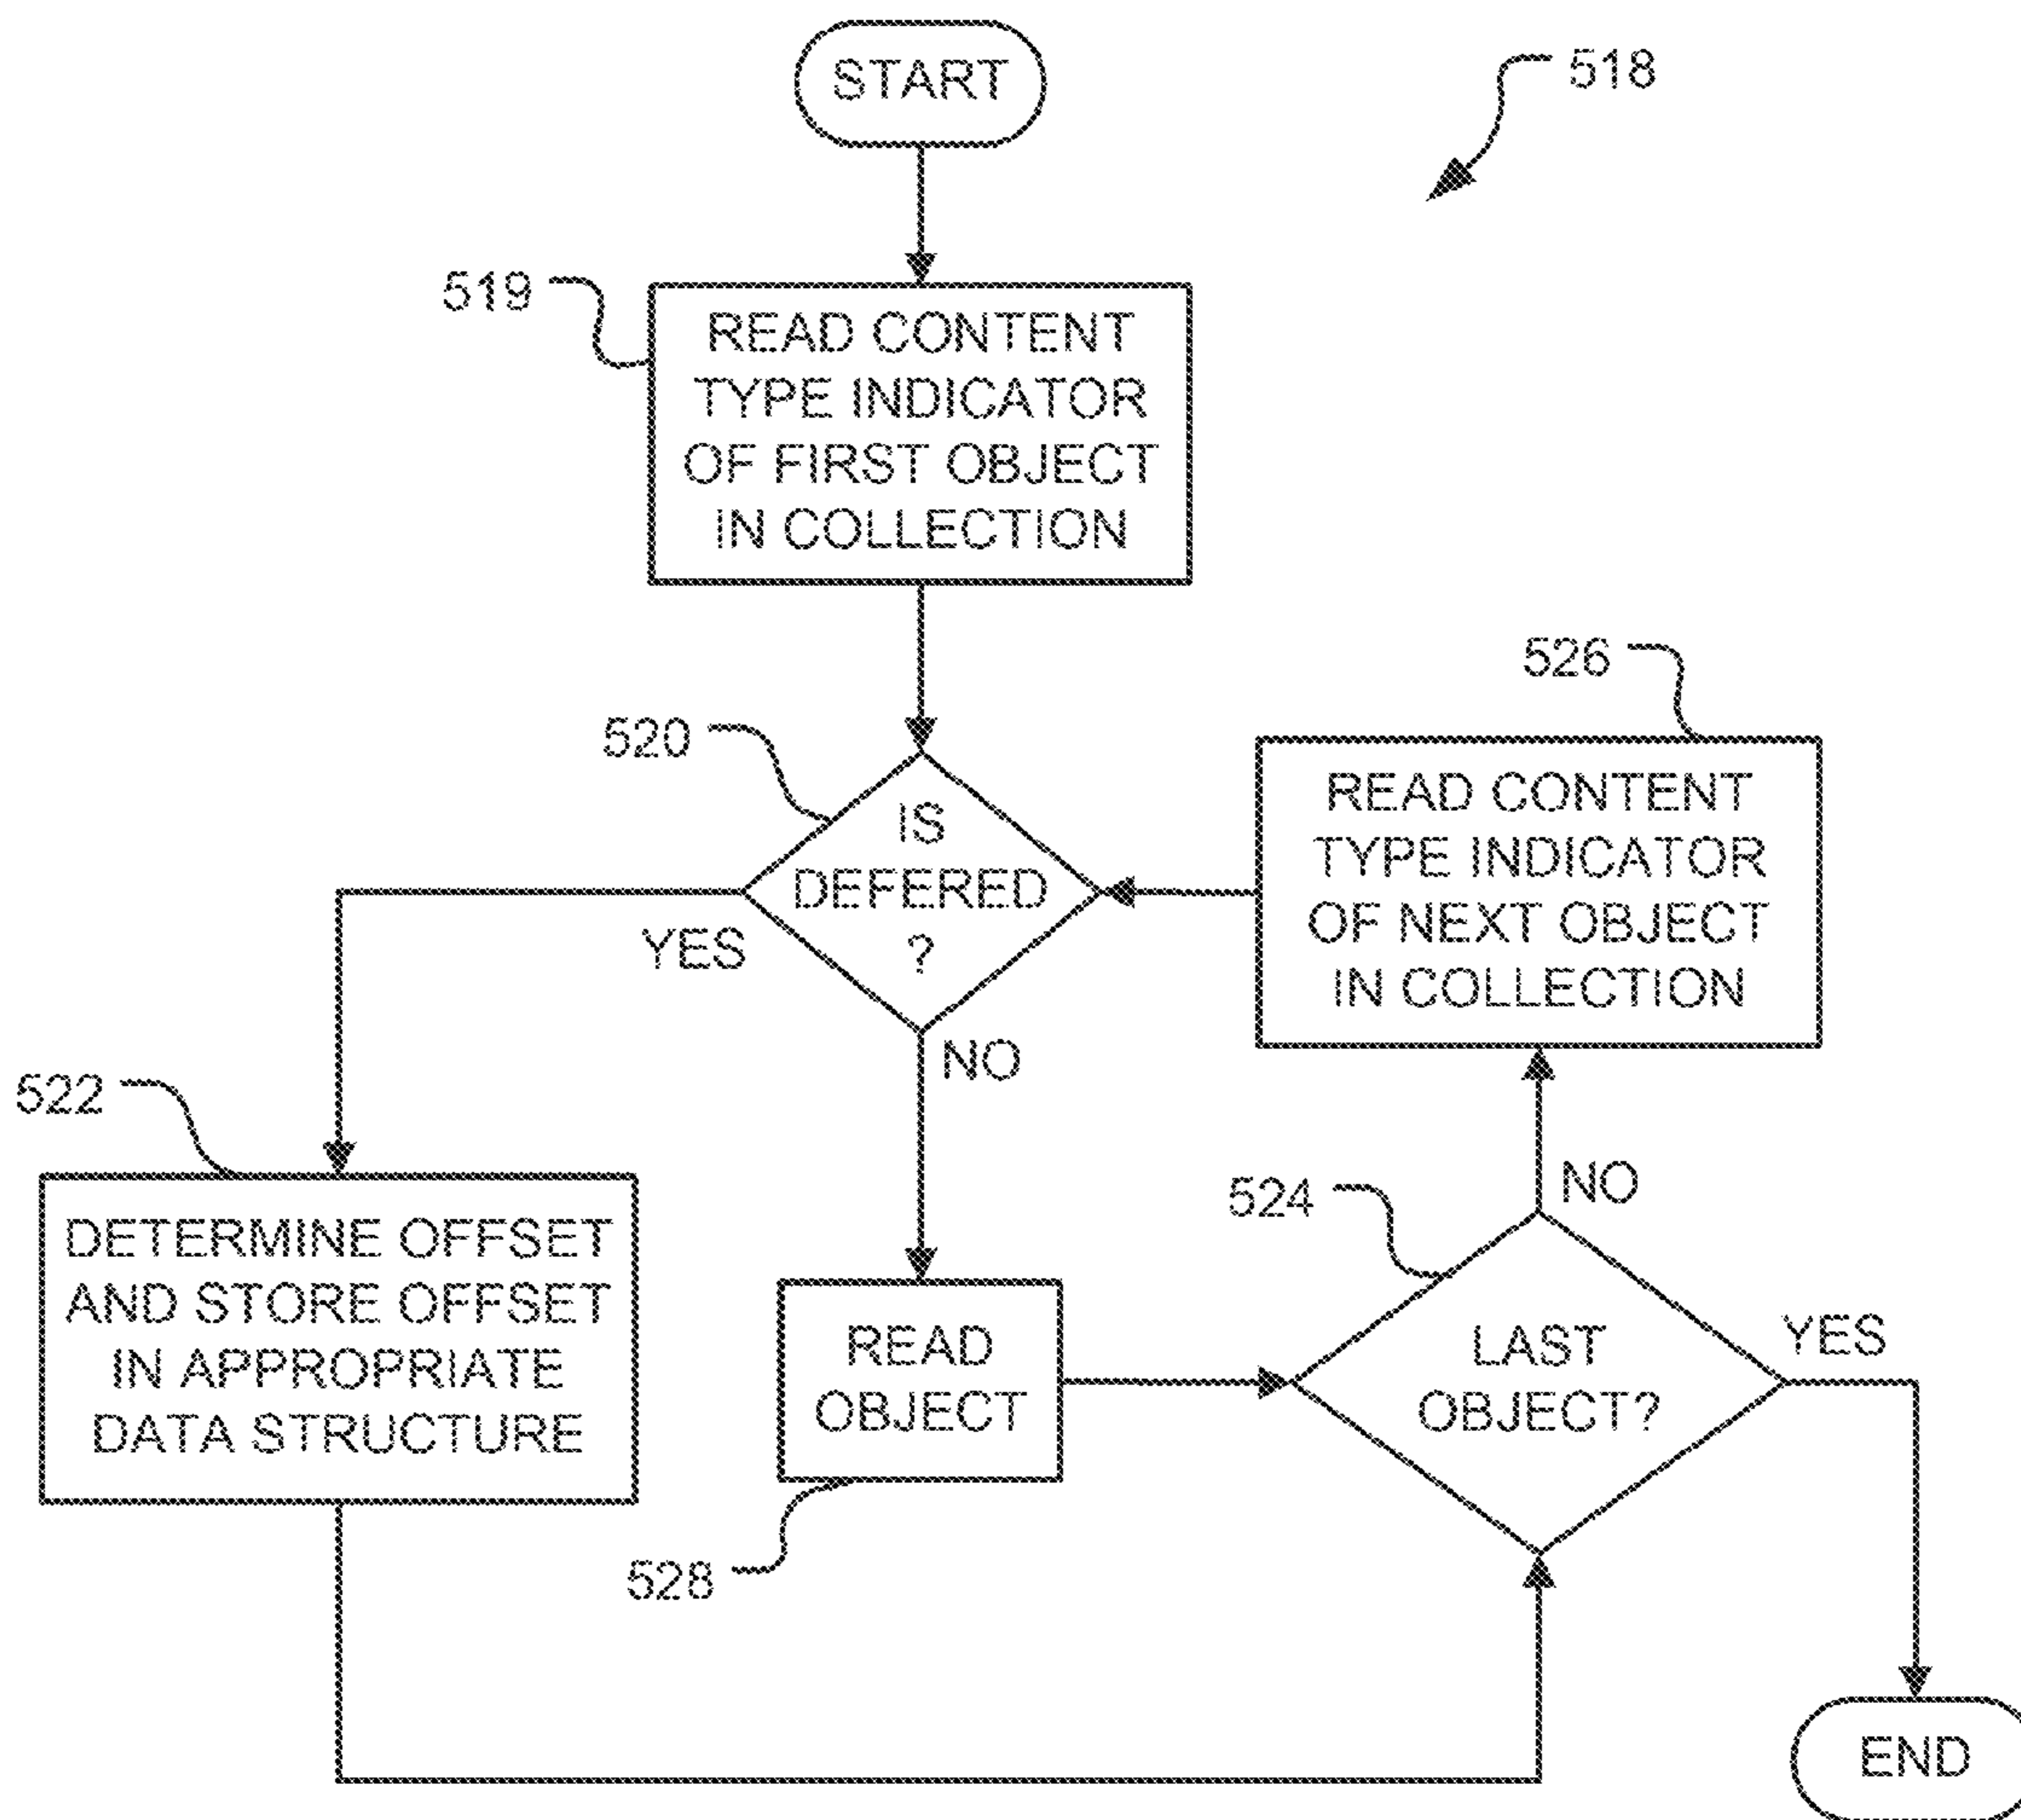 START
518
519
READ CONTENT
TYPE INDICATOR
OF FIRST OBJECT
IN COLLECTION
526
520
IS
DEFERED
?
READ CONTENT
TYPE INDICATOR
OF NEXT OBJECT
IN COLLECTION
YES
NO
522
DETERMINE OFFSET
AND STORE OFFSET
IN APPROPRIATE
DATA STRUCTURE
READ
OBJECT
528
524
NO
LAST
OBJECT?
YES
END